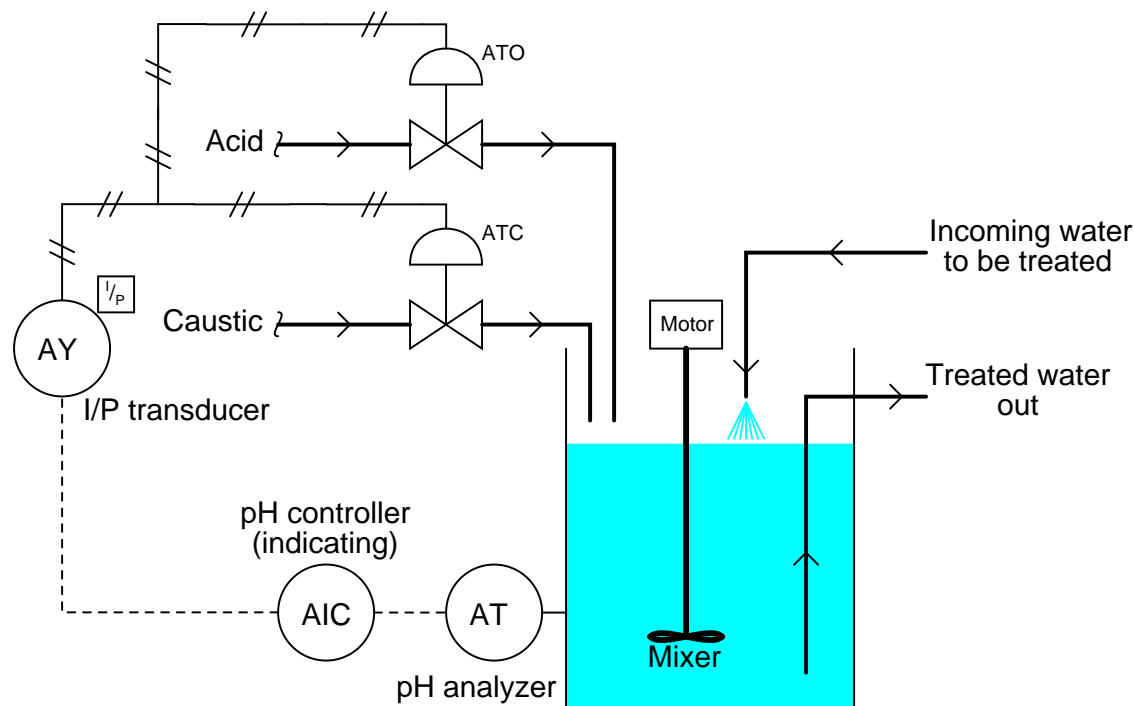 ATO
Acid
ATC
Incoming water
to be treated
I/P
Caustic
Motor
AY
Treated water
out
I/P transducer
pH controller
(indicating)
AIC
AT
Mixer
pH analyzer